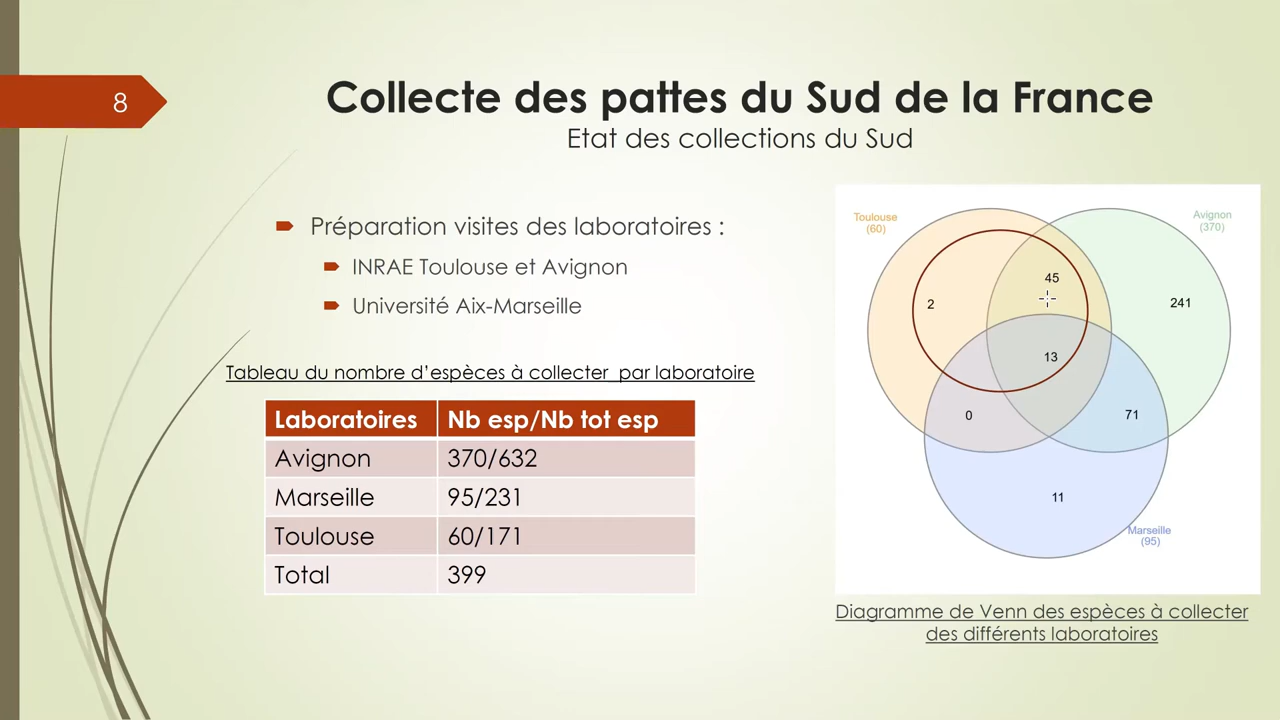 8
Collecte des pattes du Sud de la France
Etat des collections du Sud
Préparation visites des laboratoires :
INRAE Toulouse et Avignon
Université Aix-Marseille
Tableau du nombre d’espèces à collecter par laboratoire
Laboratoires Nb esp/Nb tot esp
Avignon 370/632
Marseille 95/231
Toulouse 60/171
Total 399
Toulouse
(60)
Avignon
(370)
45
2
241
13
0
71
11
Marseille
(95)
Diagramme de Venn des espèces à collecter
des différents laboratoires